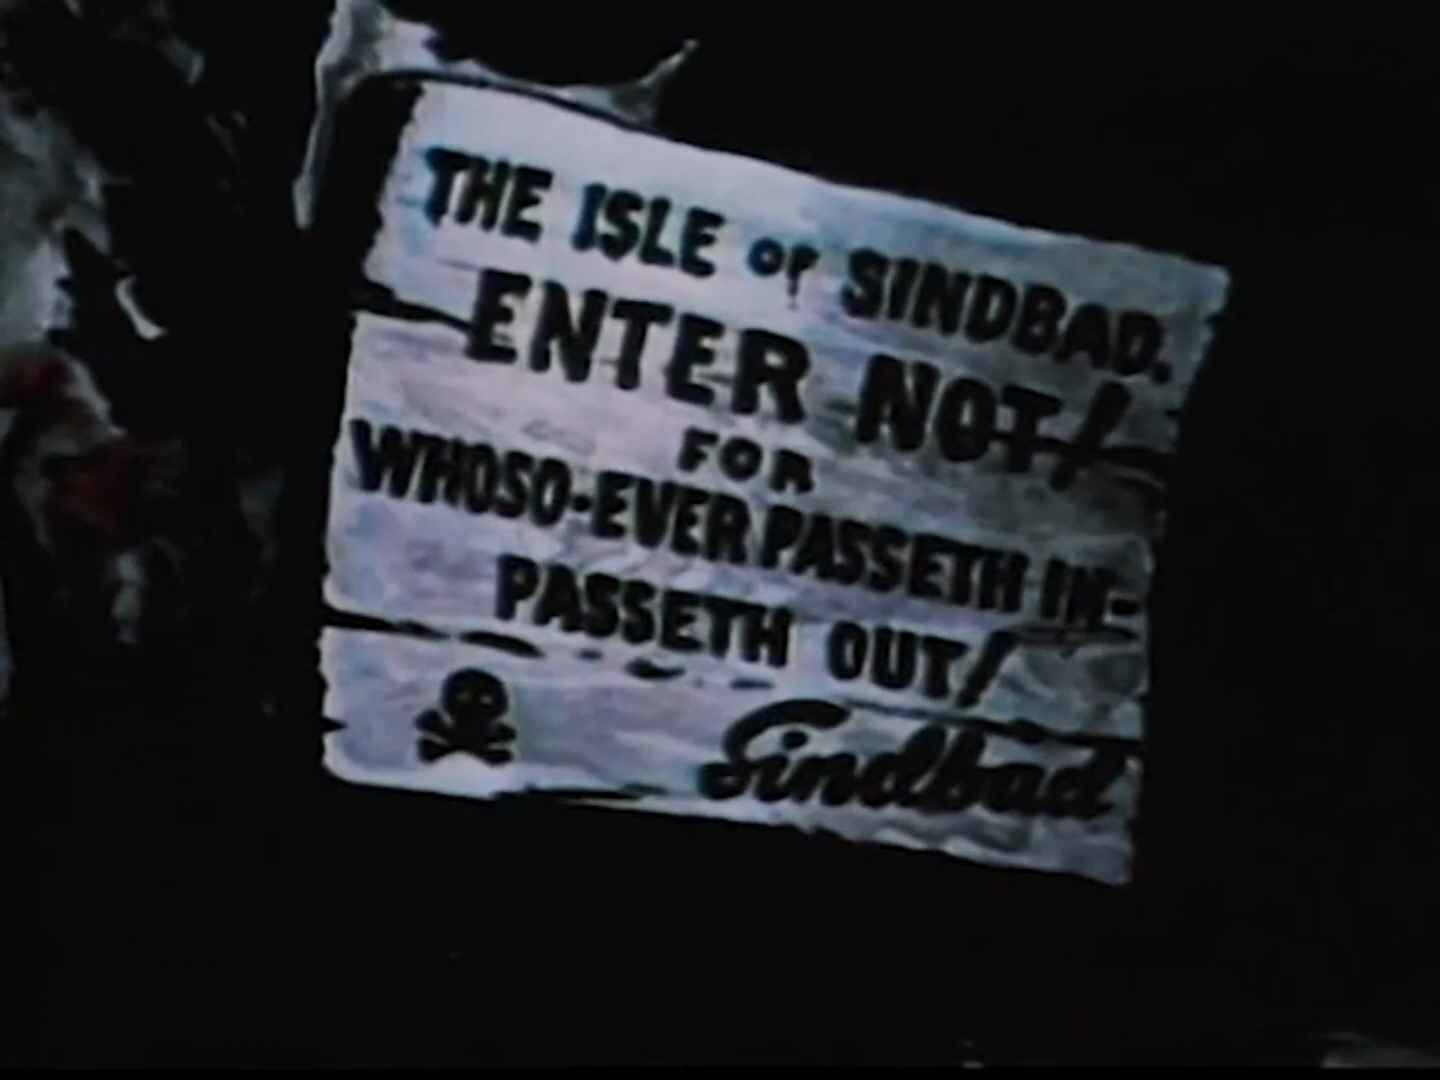 THE ISLE OF SINDBAD.
ENTER NOT!
FOR
WHOSO-EVER PASSETH IN-
PASSETH OUT!
Sindbad